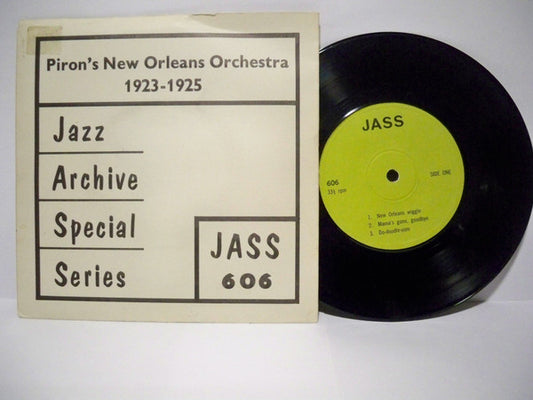 Piron's New Orleans Orchestra
1923-1925
Jazz
Archive
Special
Series
JASS
606
JASS
606
33⅓ rpm
SIDE ONE
1. New Orleans wiggle
2. Mama's gone, goodbye
3. Do-doodle-oom